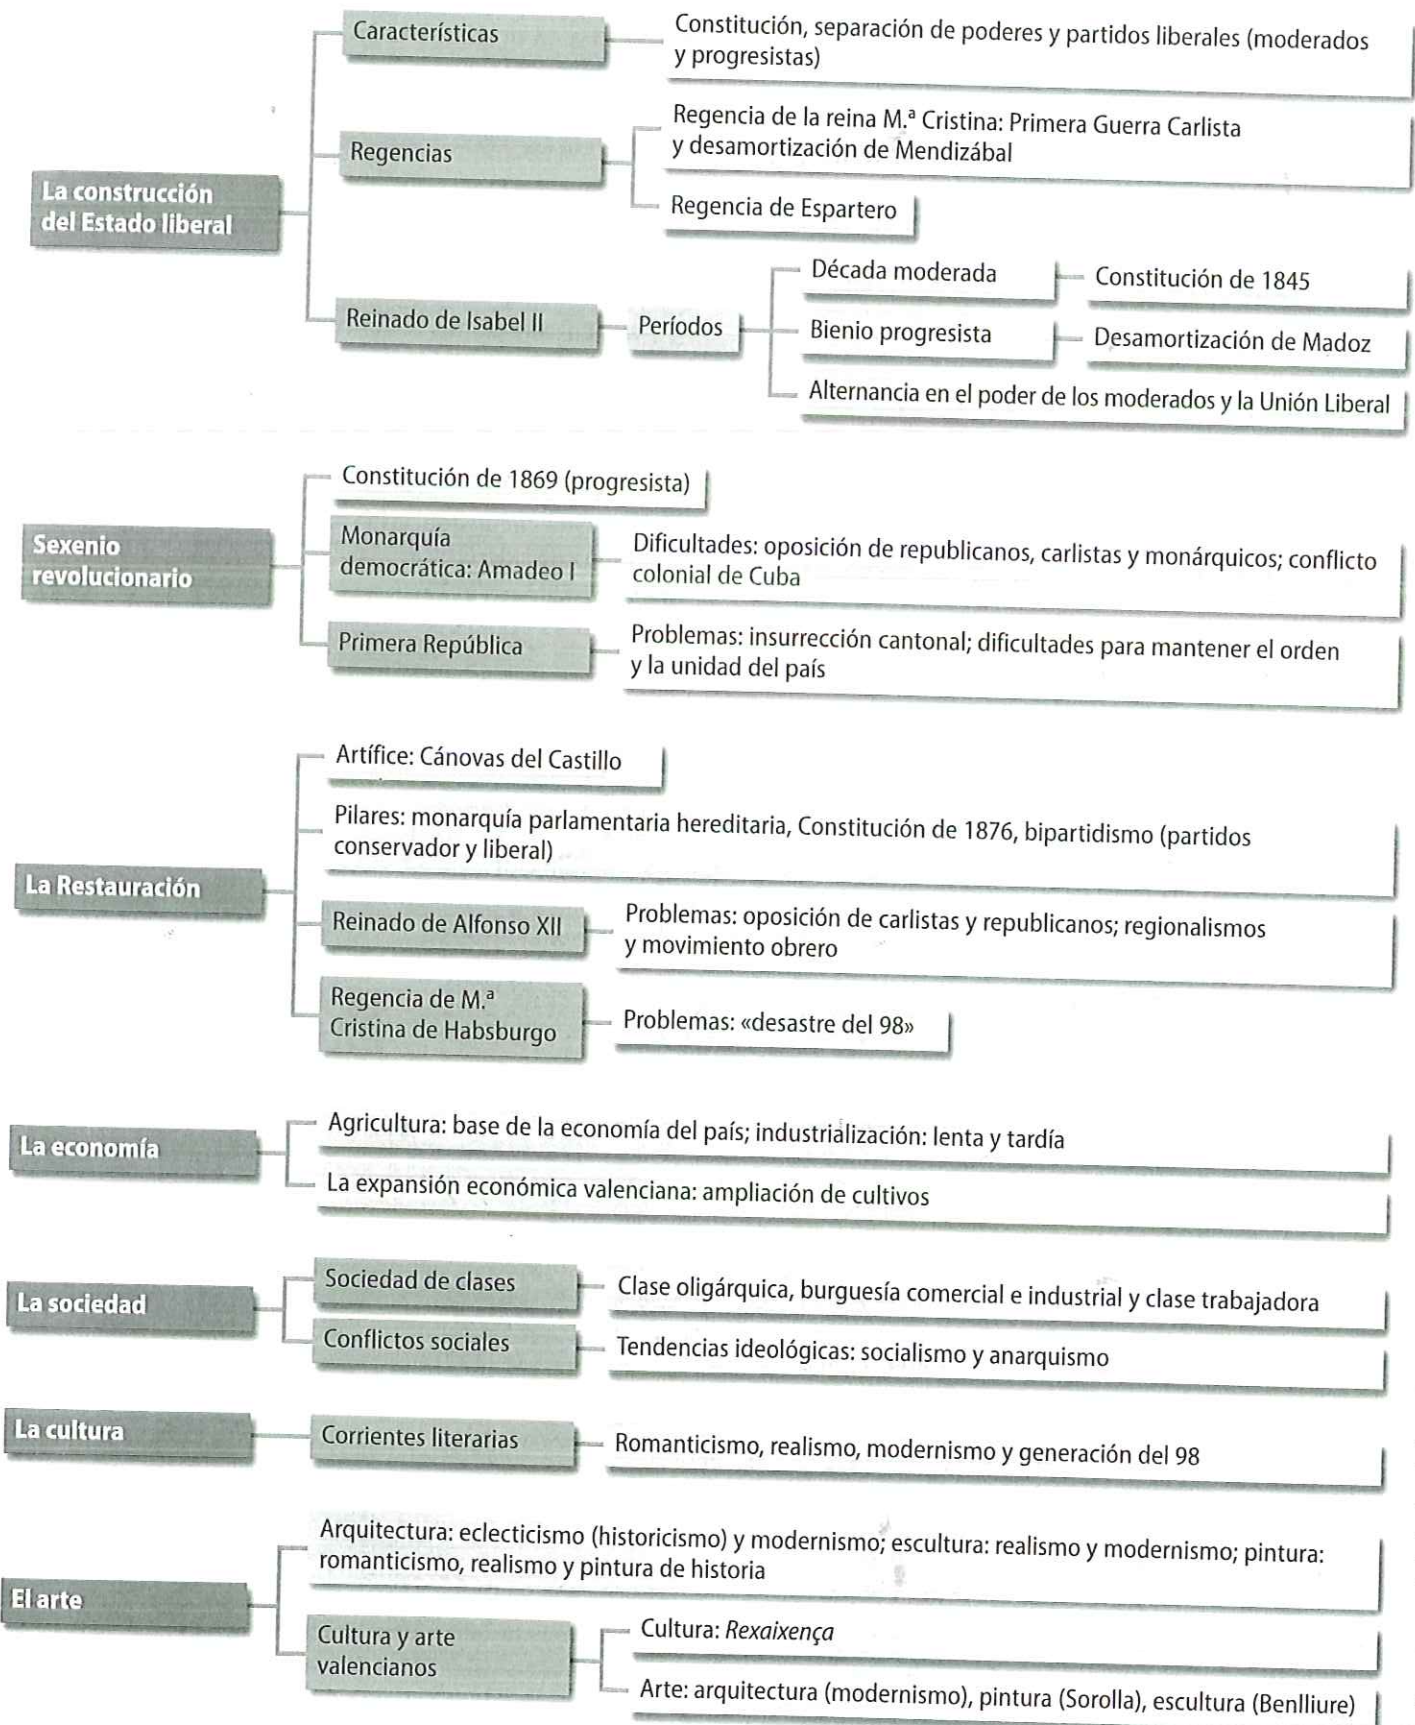 Características
Constitución, separación de poderes y partidos liberales (moderados
y progresistas)
Regencias
Regencia de la reina M.ª Cristina: Primera Guerra Carlista
y desamortización de Mendizábal
Regencia de Espartero
La construcción
del Estado liberal
Reinado de Isabel II
Períodos
Década moderada
Constitución de 1845
Bienio progresista
Desamortización de Madoz
Alternancia en el poder de los moderados y la Unión Liberal
Sexenio
revolucionario
Constitución de 1869 (progresista)
Monarquía
democrática: Amadeo I
Dificultades: oposición de republicanos, carlistas y monárquicos; conflicto
colonial de Cuba
Primera República
Problemas: insurrección cantonal; dificultades para mantener el orden
y la unidad del país
La Restauración
Artífice: Cánovas del Castillo
Pilares: monarquía parlamentaria hereditaria, Constitución de 1876, bipartidismo (partidos
conservador y liberal)
Reinado de Alfonso XII
Problemas: oposición de carlistas y republicanos; regionalismos
y movimiento obrero
Regencia de M.ª
Cristina de Habsburgo
Problemas: «desastre del 98»
La economía
Agricultura: base de la economía del país; industrialización: lenta y tardía
La expansión económica valenciana: ampliación de cultivos
La sociedad
Sociedad de clases
Clase oligárquica, burguesía comercial e industrial y clase trabajadora
Conflictos sociales
Tendencias ideológicas: socialismo y anarquismo
La cultura
Corrientes literarias
Romanticismo, realismo, modernismo y generación del 98
El arte
Arquitectura: eclecticismo (historicismo) y modernismo; escultura: realismo y modernismo; pintura:
romanticismo, realismo y pintura de historia
Cultura y arte
valencianos
Cultura: Rexaixença
Arte: arquitectura (modernismo), pintura (Sorolla), escultura (Benlliure)